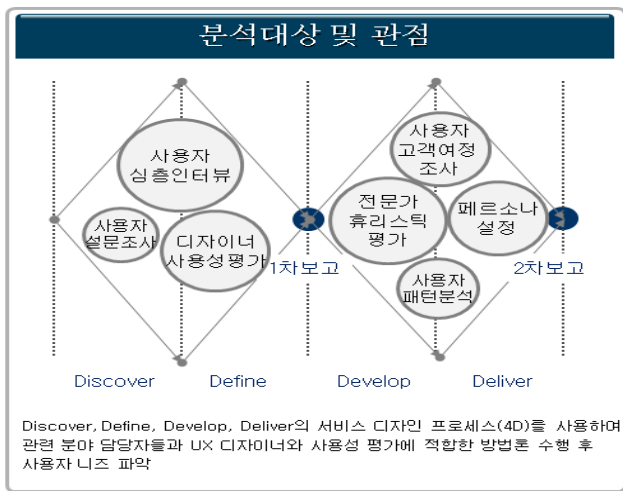 분석대상 및 관점
사용자
심층인터뷰
사용자
설문조사
디자이너
사용성평가
1차보고
사용자
고객여정
조사
전문가
휴리스틱
평가
페르소나
설정
사용자
패턴분석
2차보고
Discover
Define
Develop
Deliver
Discover, Define, Develop, Deliver의 서비스 디자인 프로세스(4D)를 사용하며
관련 분야 담당자들과 UX 디자이너와 사용성 평가에 적합한 방법론 수행 후
사용자 니즈 파악